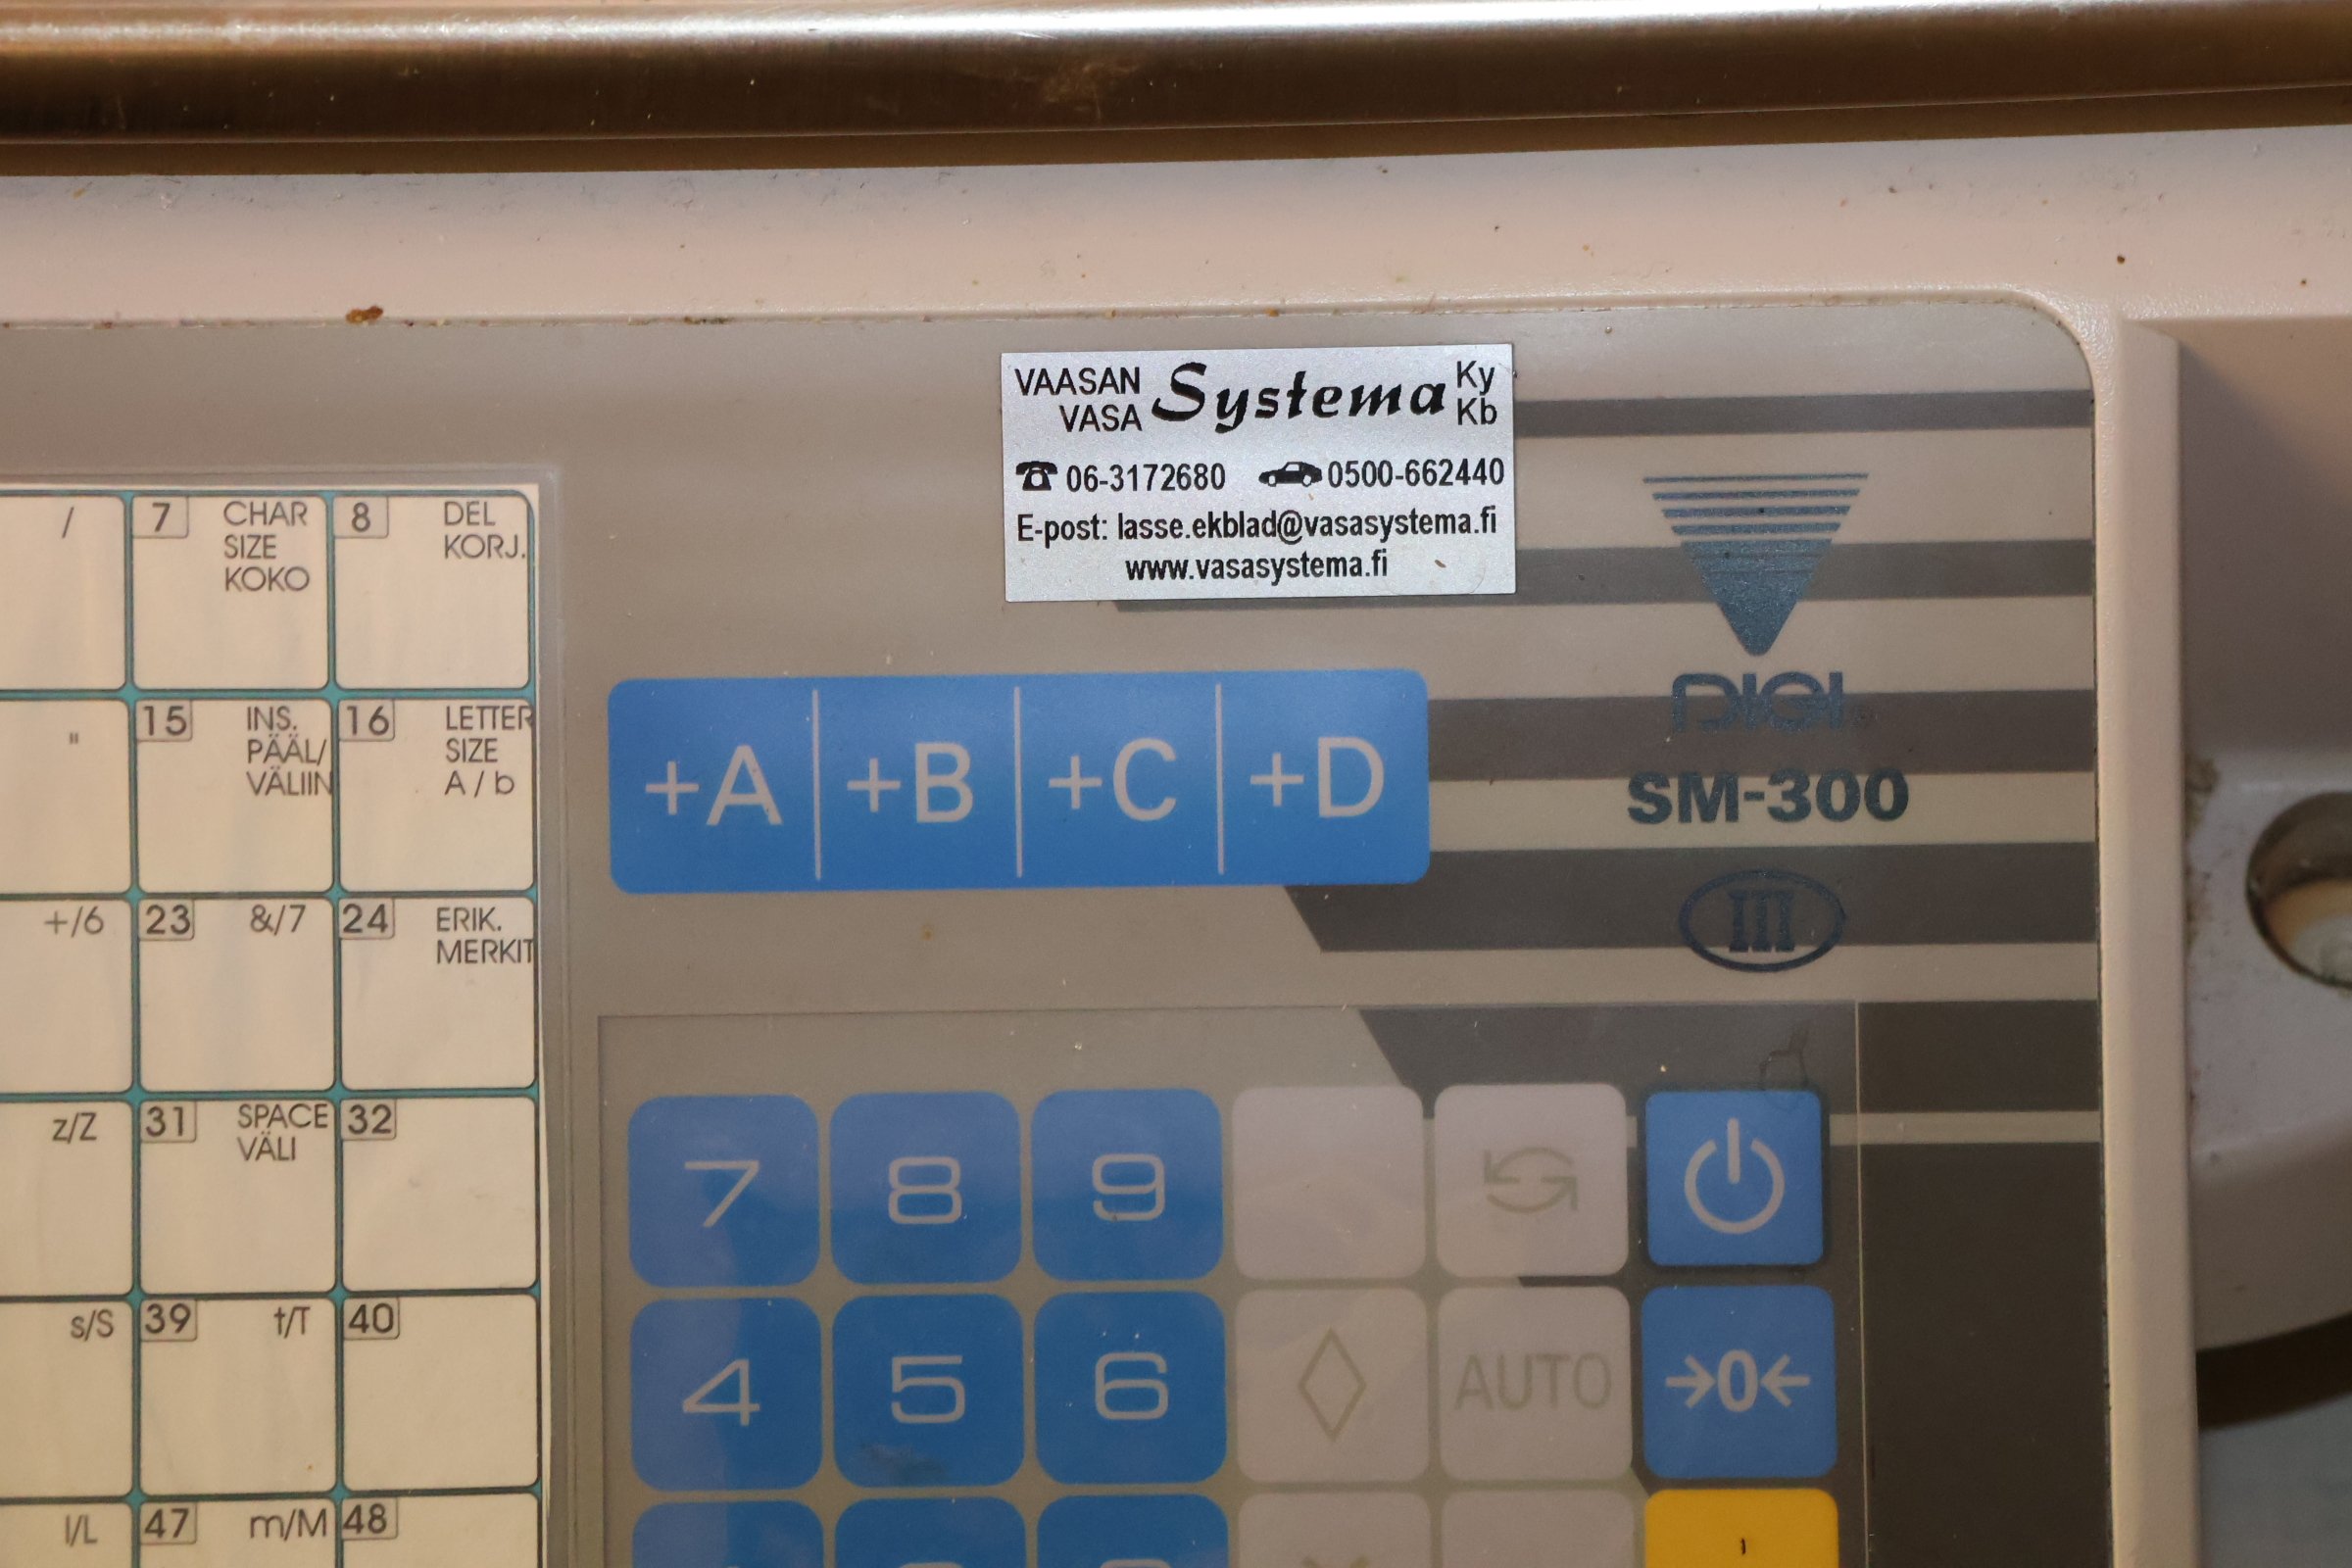 VAASAN
VASA
Systema
Ky
Kb
06-3172680 0500-662440
E-post: lasse.ekblad@vasasystema.fi
www.vasasystema.fi
DIGI
SM-300
III
+A +B +C +D
/
7 CHAR
SIZE
KOKO
8 DEL
KORJ.
"
15 INS.
PÄÄL/
VÄLIIN
16 LETTER
SIZE
A / b
+/6
23 &/7
24 ERIK.
MERKIT
z/Z
31 SPACE
VÄLI
32
s/S
39 t/T
40
l/L
47 m/M
48
7 8 9
4 5 6 AUTO →0←